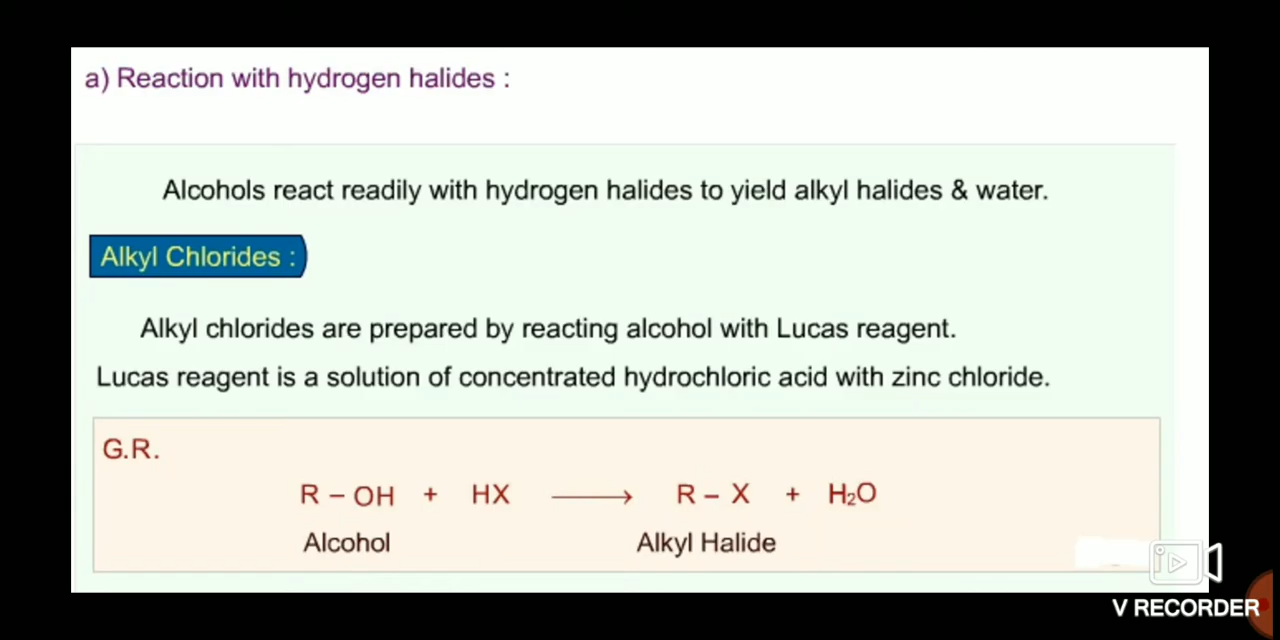 a) Reaction with hydrogen halides :
Alcohols react readily with hydrogen halides to yield alkyl halides & water.
Alkyl Chlorides :
Alkyl chlorides are prepared by reacting alcohol with Lucas reagent.
Lucas reagent is a solution of concentrated hydrochloric acid with zinc chloride.
G.R.
R – OH + HX ⟶ R – X + H₂O
Alcohol Alkyl Halide
V RECORDER